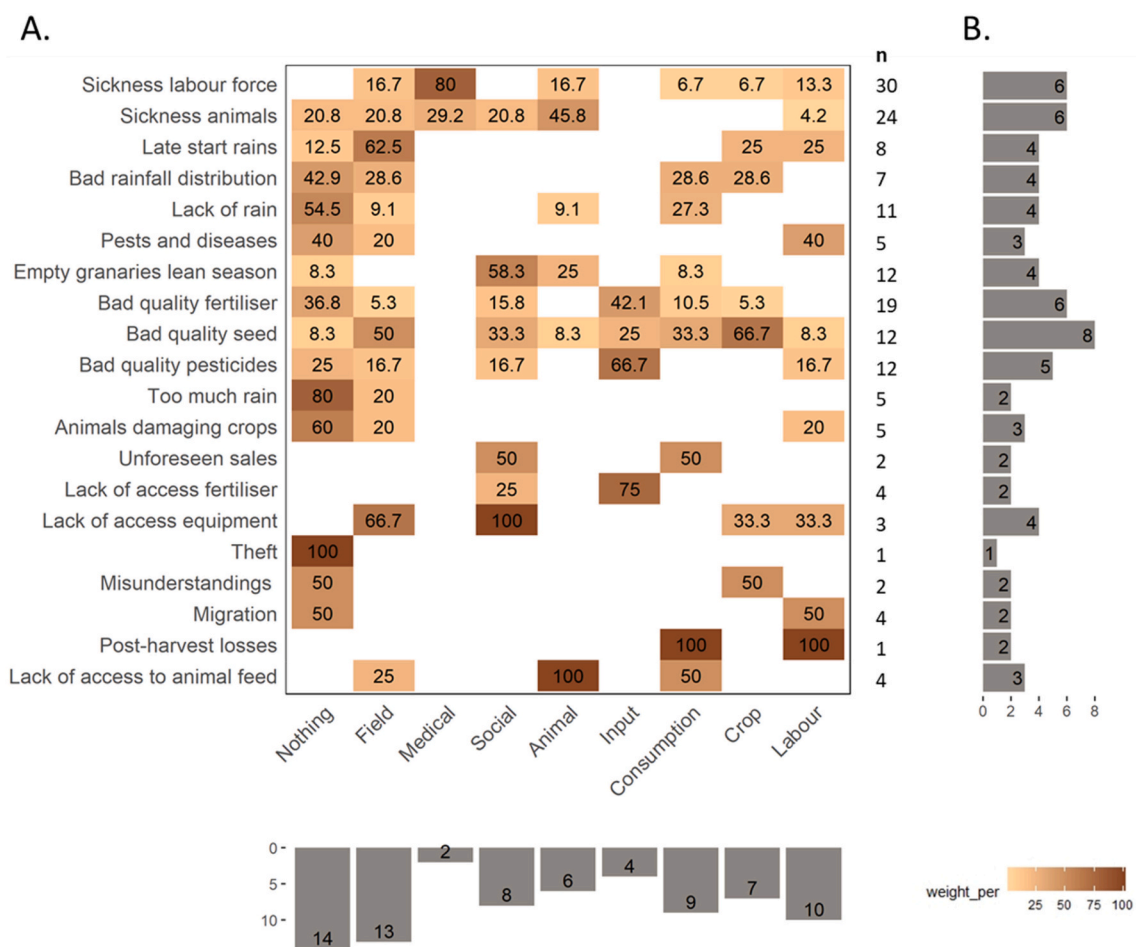 A. B.
n
Sickness labour force 16.7 80 16.7 6.7 6.7 13.3 30 6
Sickness animals 20.8 20.8 29.2 20.8 45.8 4.2 24 6
Late start rains 12.5 62.5 25 25 8 4
Bad rainfall distribution 42.9 28.6 28.6 28.6 7 4
Lack of rain 54.5 9.1 9.1 27.3 11 4
Pests and diseases 40 20 40 5 3
Empty granaries lean season 8.3 58.3 25 8.3 12 4
Bad quality fertiliser 36.8 5.3 15.8 42.1 10.5 5.3 19 6
Bad quality seed 8.3 50 33.3 8.3 25 33.3 66.7 8.3 12 8
Bad quality pesticides 25 16.7 16.7 66.7 16.7 12 5
Too much rain 80 20 5 2
Animals damaging crops 60 20 20 5 3
Unforeseen sales 50 50 2 2
Lack of access fertiliser 25 75 4 2
Lack of access equipment 66.7 100 33.3 33.3 3 4
Theft 100 1 1
Misunderstandings 50 50 2 2
Migration 50 50 4 2
Post-harvest losses 100 100 1 2
Lack of access to animal feed 25 100 50 4 3
0 2 4 6 8
Nothing Field Medical Social Animal Input Consumption Crop Labour
0
5
10
14 13 2 8 6 4 9 7 10
weight_per
25 50 75 100